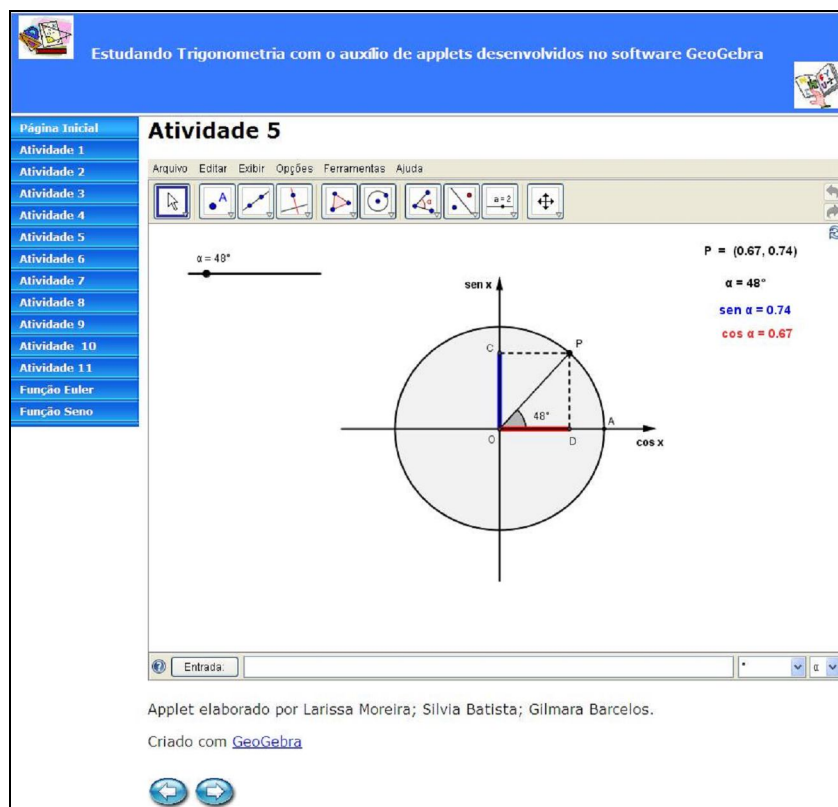 Estudando Trigonometria com o auxílio de applets desenvolvidos no software GeoGebra
Página Inicial
Atividade 1
Atividade 2
Atividade 3
Atividade 4
Atividade 5
Atividade 6
Atividade 7
Atividade 8
Atividade 9
Atividade 10
Atividade 11
Função Euler
Função Seno
Atividade 5
Arquivo Editar Exibir Opções Ferramentas Ajuda
A
α
a = 2
α = 48°
P = (0.67, 0.74)
α = 48°
sen α = 0.74
cos α = 0.67
sen x
C
P
48°
A
O
D
cos x
Entrada:
° α
Applet elaborado por Larissa Moreira; Silvia Batista; Gilmara Barcelos.
Criado com GeoGebra